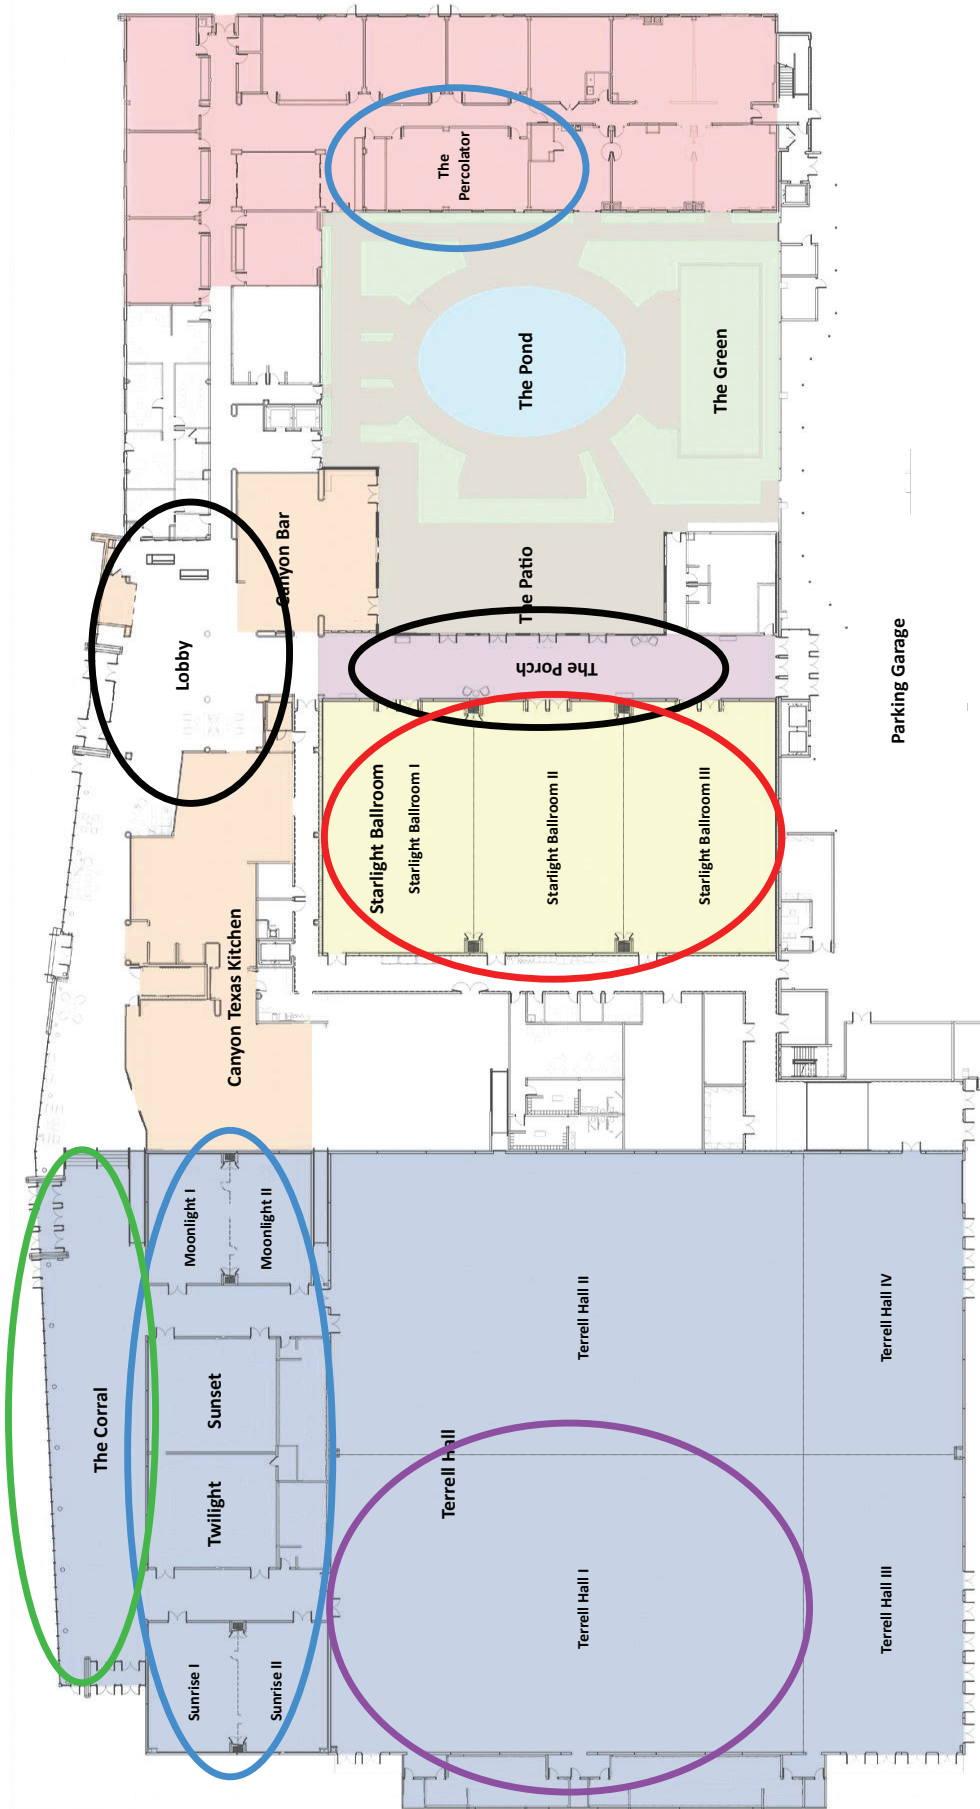 The
Percolator
The Pond
The Green
Lobby
Canyon Bar
The Patio
The Porch
Parking Garage
Starlight Ballroom
Starlight Ballroom I
Starlight Ballroom II
Starlight Ballroom III
Canyon Texas Kitchen
The Corral
Moonlight I
Moonlight II
Sunset
Twilight
Sunrise I
Sunrise II
Terrell Hall
Terrell Hall II
Terrell Hall IV
Terrell Hall I
Terrell Hall III